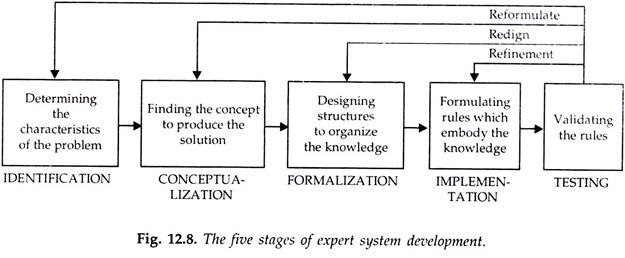 Reformulate
Redign
Refinement
Determining
the
characteristics
of the problem
Finding the concept
to produce the
solution
Designing
structures
to organize
the knowledge
Formulating
rules which
embody the
knowledge
Validating
the rules
IDENTIFICATION
CONCEPTUA-
LIZATION
FORMALIZATION
IMPLEMEN-
TATION
TESTING
Fig. 12.8. The five stages of expert system development.